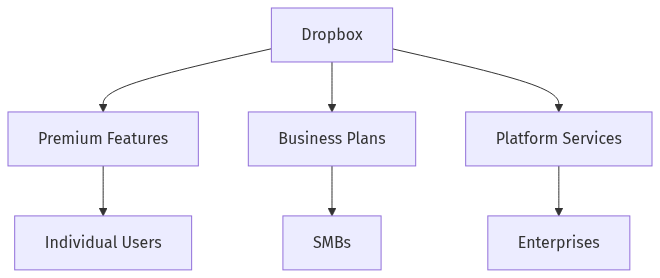 Dropbox
Premium Features
Business Plans
Platform Services
Individual Users
SMBs
Enterprises